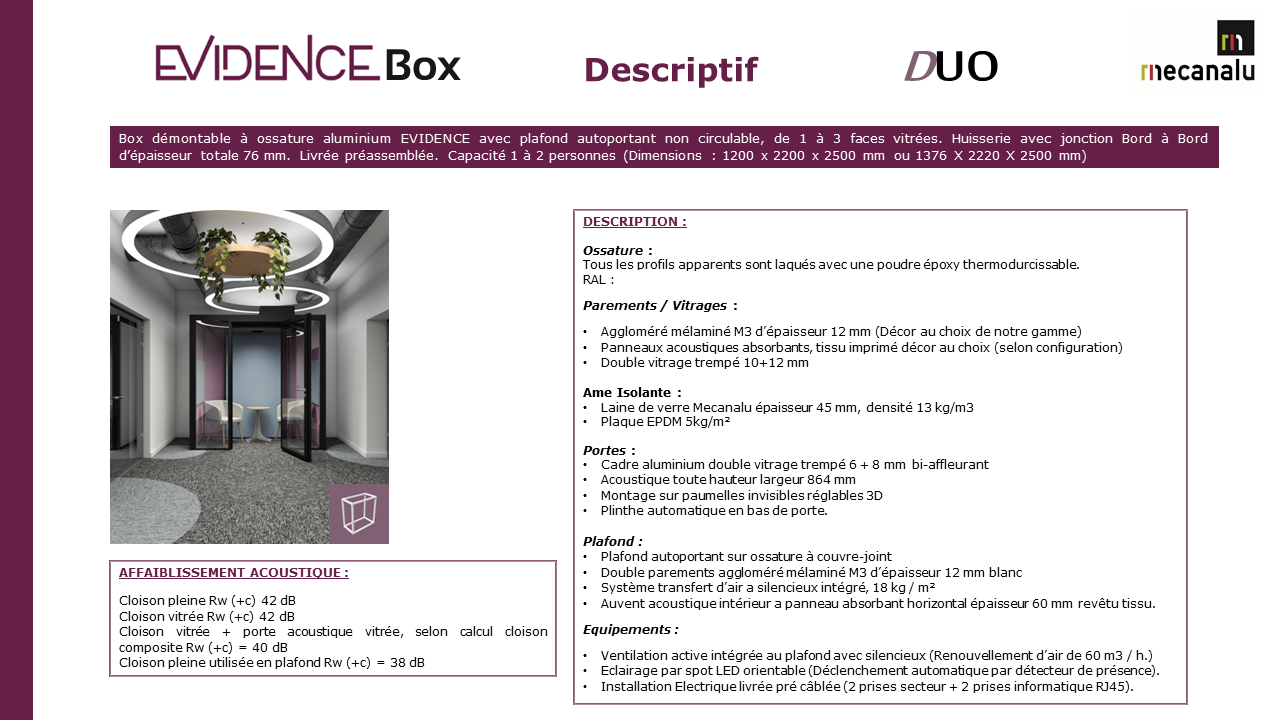 EVIDENCE Box
Descriptif
DUO
mecanalu
Box démontable à ossature aluminium EVIDENCE avec plafond autoportant non circulable, de 1 à 3 faces vitrées. Huisserie avec jonction Bord à Bord
d’épaisseur totale 76 mm. Livrée préassemblée. Capacité 1 à 2 personnes (Dimensions : 1200 x 2200 x 2500 mm ou 1376 X 2220 X 2500 mm)
AFFAIBLISSEMENT ACOUSTIQUE :
Cloison pleine Rw (+c) 42 dB
Cloison vitrée Rw (+c) 42 dB
Cloison vitrée + porte acoustique vitrée, selon calcul cloison
composite Rw (+c) = 40 dB
Cloison pleine utilisée en plafond Rw (+c) = 38 dB
DESCRIPTION :
Ossature :
Tous les profils apparents sont laqués avec une poudre époxy thermodurcissable.
RAL :
Parements / Vitrages :
• Aggloméré mélaminé M3 d’épaisseur 12 mm (Décor au choix de notre gamme)
• Panneaux acoustiques absorbants, tissu imprimé décor au choix (selon configuration)
• Double vitrage trempé 10+12 mm
Ame Isolante :
• Laine de verre Mecanalu épaisseur 45 mm, densité 13 kg/m3
• Plaque EPDM 5kg/m²
Portes :
• Cadre aluminium double vitrage trempé 6 + 8 mm bi-affleurant
• Acoustique toute hauteur largeur 864 mm
• Montage sur paumelles invisibles réglables 3D
• Plinthe automatique en bas de porte.
Plafond :
• Plafond autoportant sur ossature à couvre-joint
• Double parements aggloméré mélaminé M3 d’épaisseur 12 mm blanc
• Système transfert d’air a silencieux intégré, 18 kg / m²
• Auvent acoustique intérieur a panneau absorbant horizontal épaisseur 60 mm revêtu tissu.
Equipements :
• Ventilation active intégrée au plafond avec silencieux (Renouvellement d’air de 60 m3 / h.)
• Eclairage par spot LED orientable (Déclenchement automatique par détecteur de présence).
• Installation Electrique livrée pré câblée (2 prises secteur + 2 prises informatique RJ45).